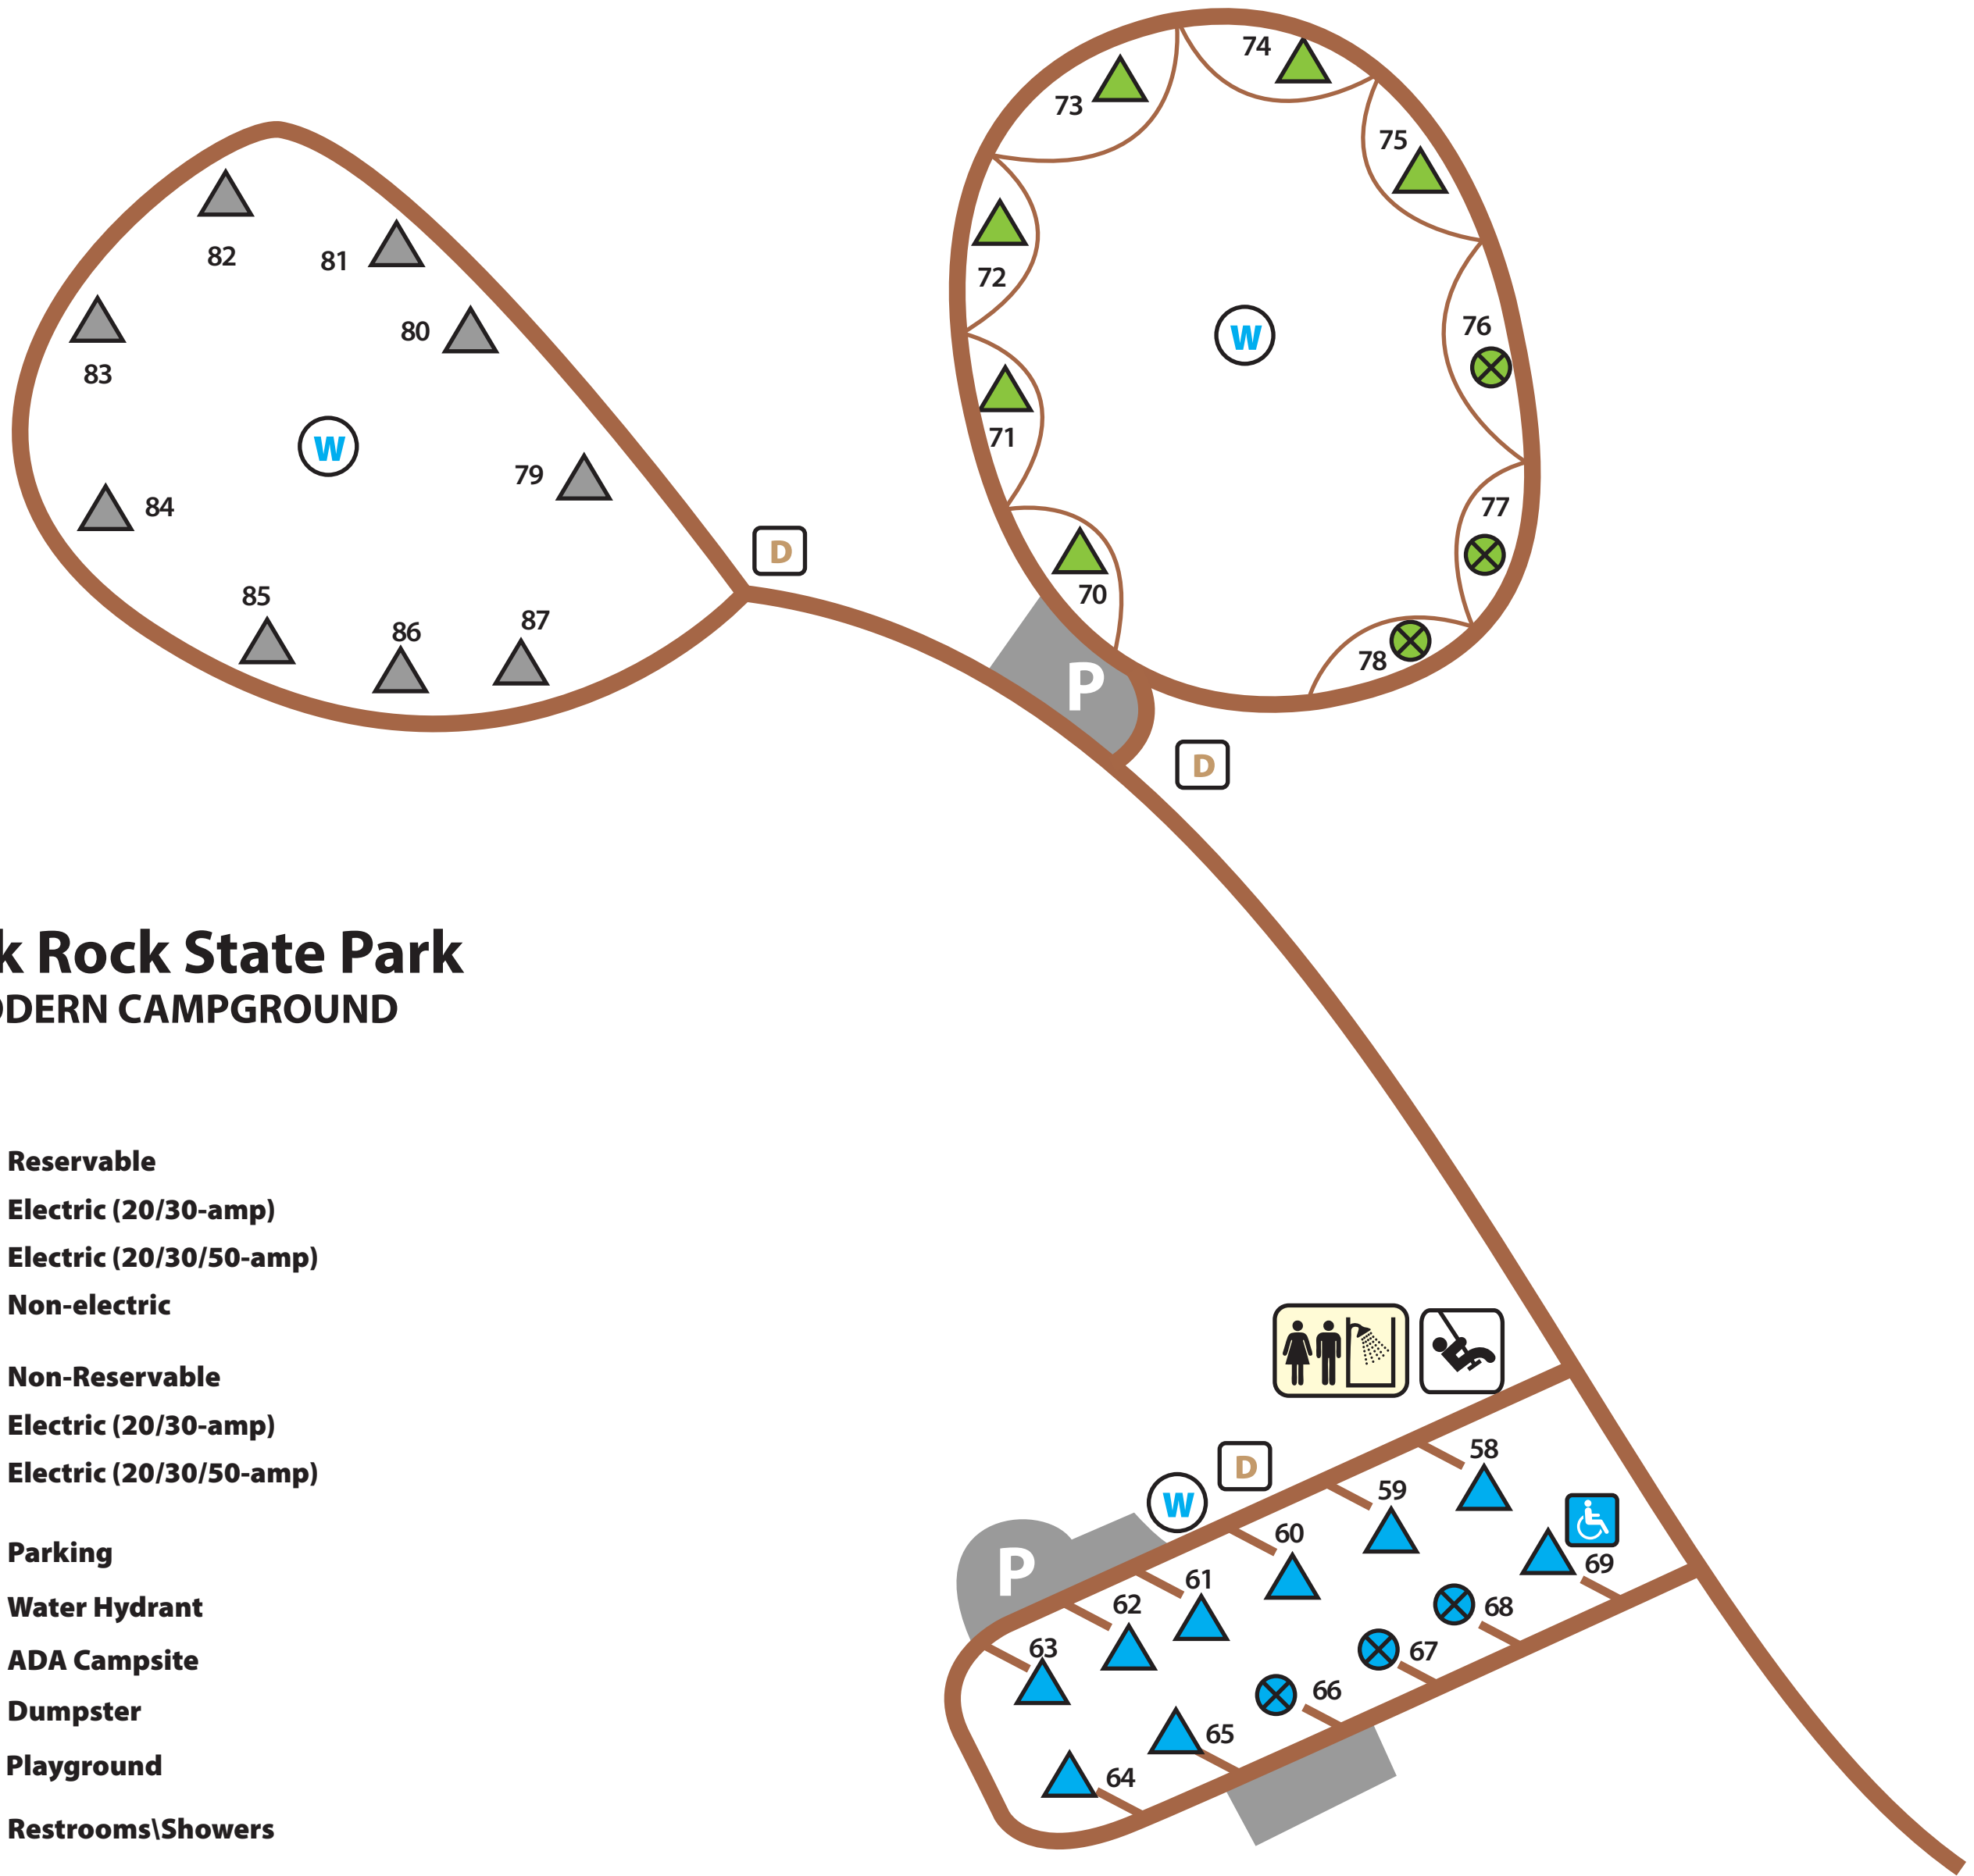 74
73
75
82
81
72
76
80
W
83
71
W
79
77
84
D
70
85
87
86
78
P
D
k Rock State Park
ODERN CAMPGROUND
Reservable
Electric (20/30-amp)
Electric (20/30/50-amp)
Non-electric
Non-Reservable
Electric (20/30-amp)
Electric (20/30/50-amp)
Parking
Water Hydrant
ADA Campsite
Dumpster
Playground
Restrooms\Showers
58
D
59
W
60
69
P
61
62
68
63
67
66
65
64